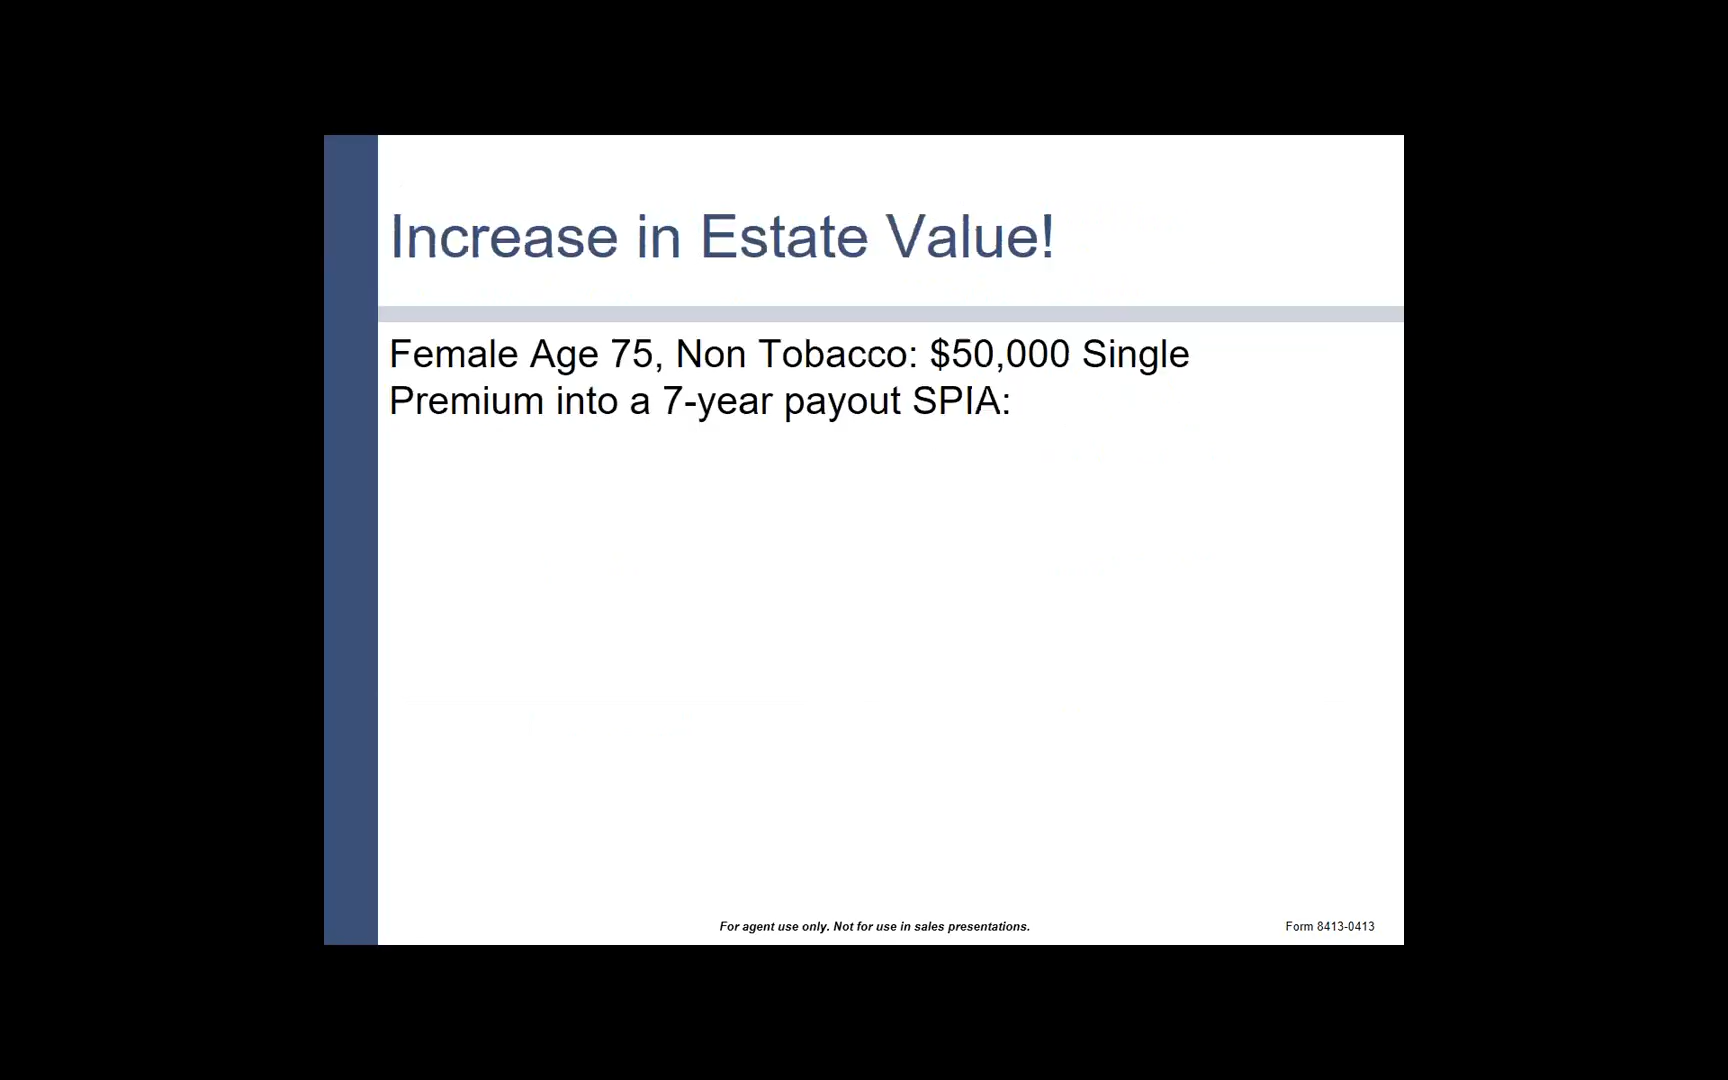 Increase in Estate Value!
Female Age 75, Non Tobacco: $50,000 Single
Premium into a 7-year payout SPIA:
For agent use only. Not for use in sales presentations.
Form 8413-0413